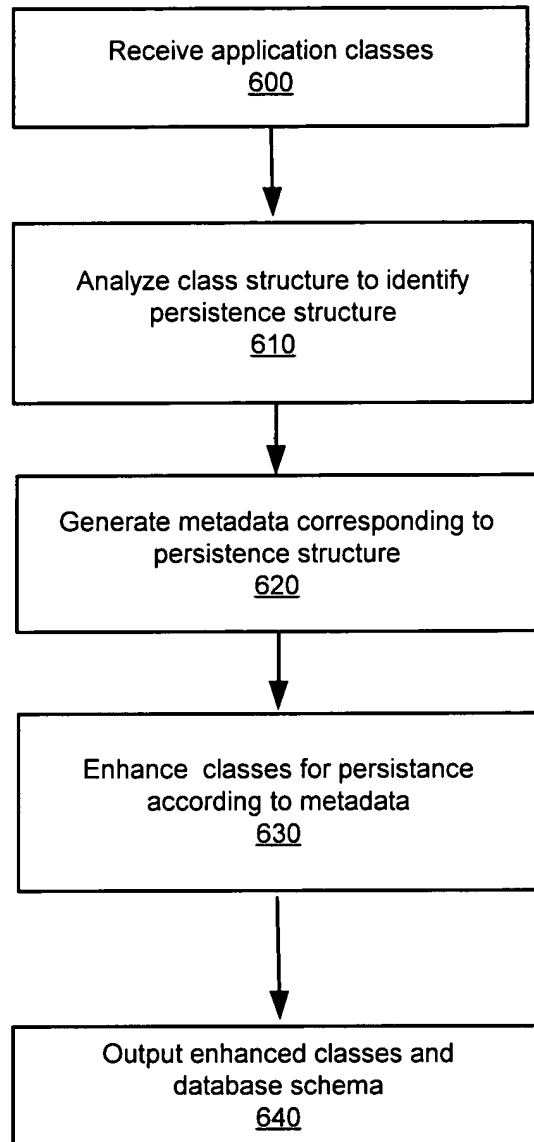 Receive application classes
600
Analyze class structure to identify
persistence structure
610
Generate metadata corresponding to
persistence structure
620
Enhance classes for persistance
according to metadata
630
Output enhanced classes and
database schema
640